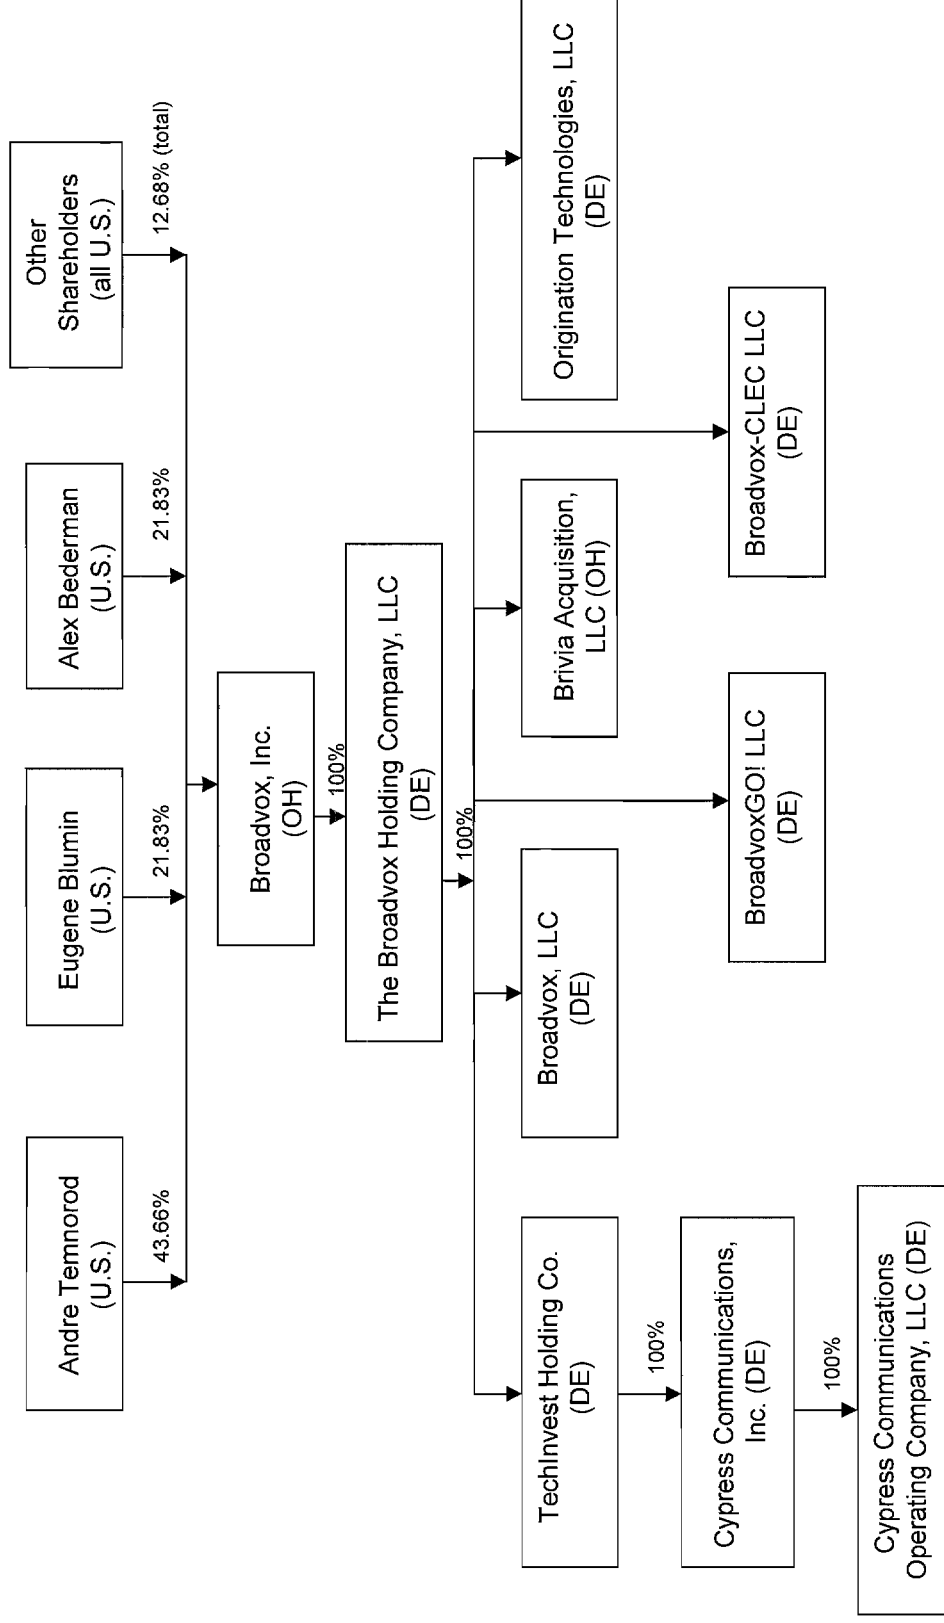 Andre Temnorod
(U.S.)
Eugene Blumin
(U.S.)
Alex Bederman
(U.S.)
Other
Shareholders
(all U.S.)
43.66%
21.83%
21.83%
12.68% (total)
Broadvox, Inc.
(OH)
100%
The Broadvox Holding Company, LLC
(DE)
100%
TechInvest Holding Co.
(DE)
Broadvox, LLC
(DE)
Brivia Acquisition,
LLC (OH)
Origination Technologies, LLC
(DE)
100%
Cypress Communications,
Inc. (DE)
BroadvoxGO! LLC
(DE)
Broadvox-CLEC LLC
(DE)
100%
Cypress Communications
Operating Company, LLC (DE)